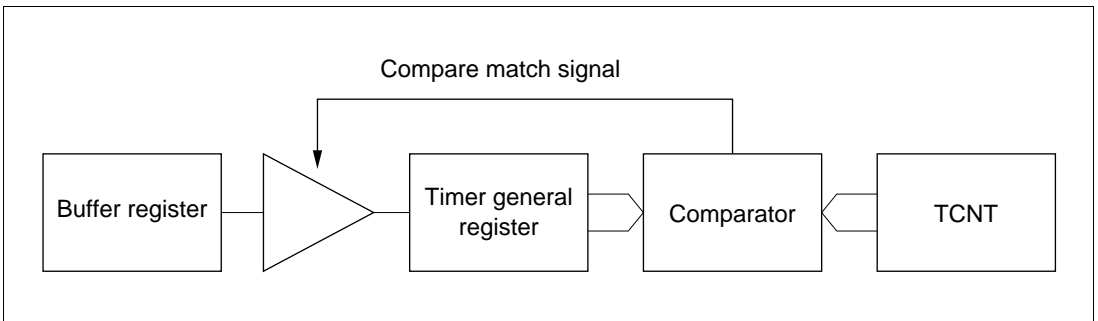 Compare match signal
Buffer register
Timer general
register
Comparator
TCNT